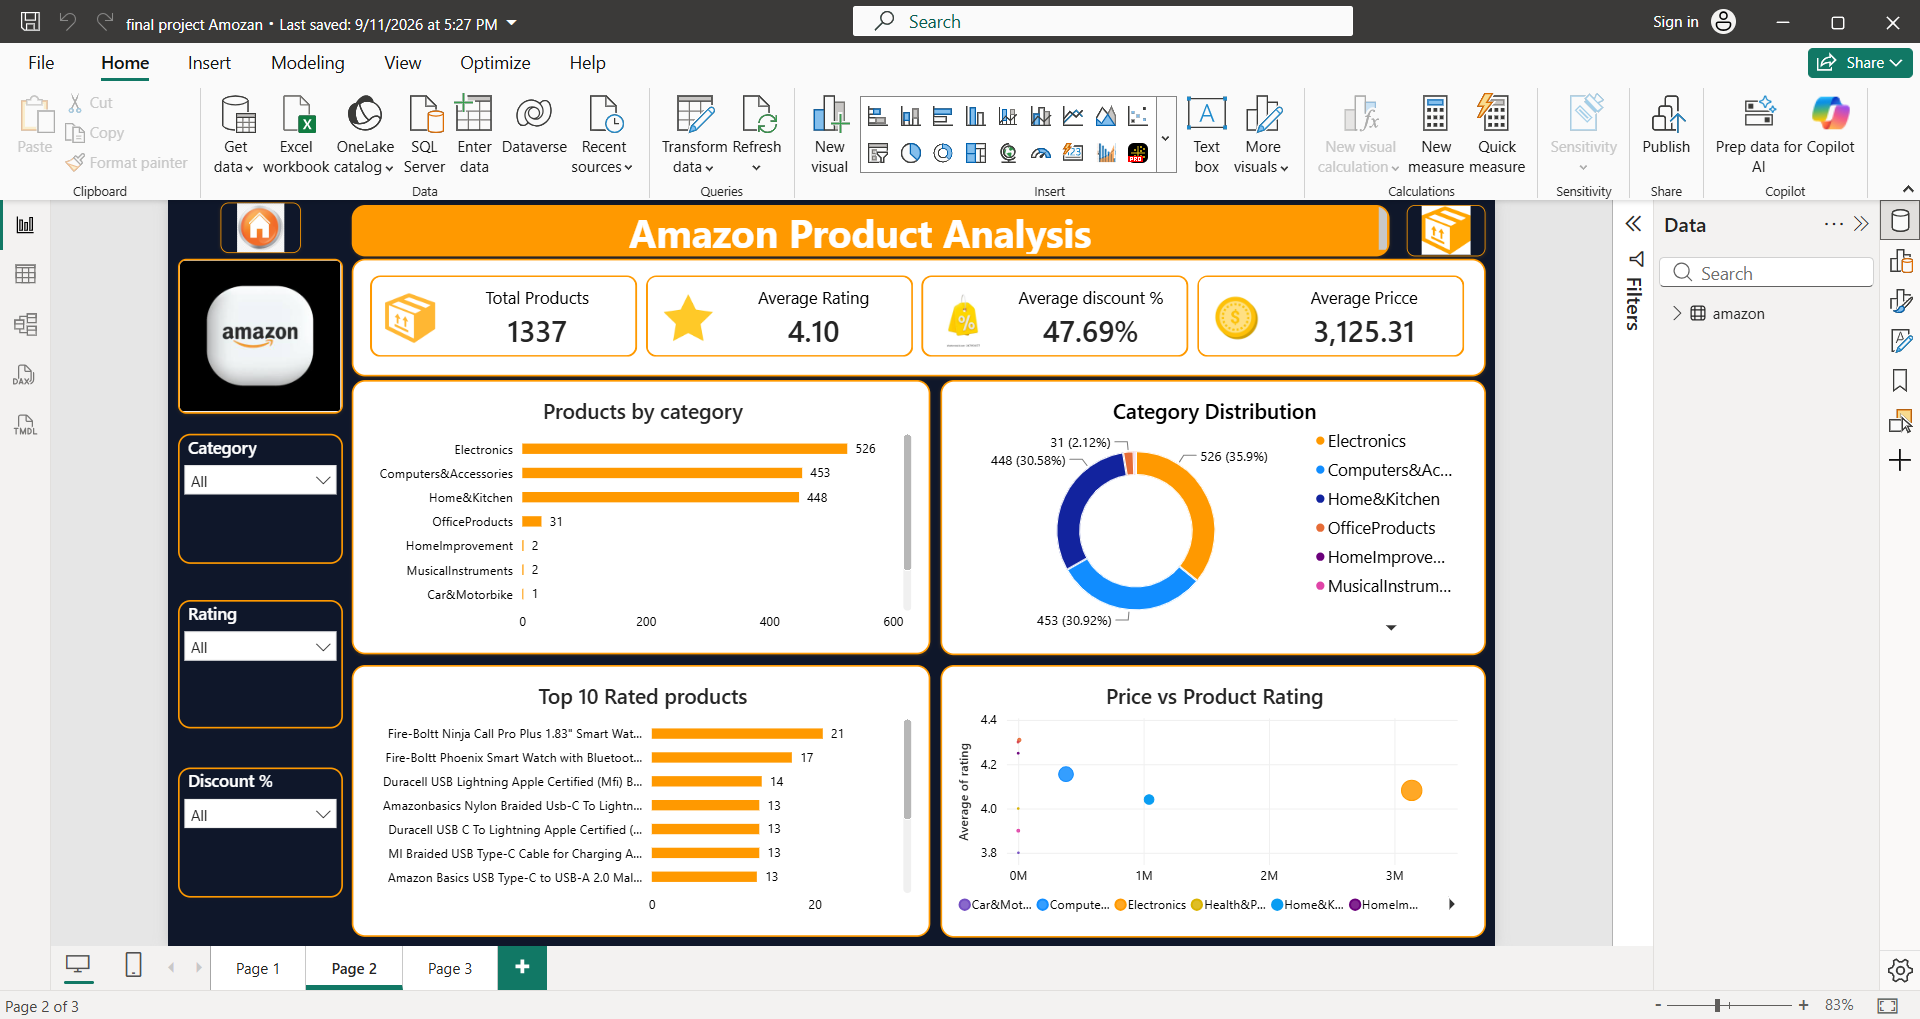 final project Amozan • Last saved: 9/11/2026 at 5:27 PM
Search
Sign in
File
Home
Insert
Modeling
View
Optimize
Help
Share
Paste
Cut
Copy
Format painter
Clipboard
Get data
Excel workbook
OneLake catalog
SQL Server
Enter data
Dataverse
Recent sources
Data
Transform data
Refresh
Queries
New visual
Text box
More visuals
Insert
New visual calculation
New measure
Quick measure
Calculations
Sensitivity
Sensitivity
Publish
Share
Prep data for AI
Copilot
Copilot
DAX
TMDL
PRO
Amazon Product Analysis
amazon
Total Products
1337
Average Rating
4.10
Average discount %
47.69%
Average Pricce
3,125.31
Category
All
Rating
All
Discount %
All
Products by category
Electronics 526
Computers&Accessories 453
Home&Kitchen 448
OfficeProducts 31
HomeImprovement 2
MusicalInstruments 2
Car&Motorbike 1
0 200 400 600
Category Distribution
31 (2.12%)
448 (30.58%)
526 (35.9%)
453 (30.92%)
Electronics
Computers&Ac...
Home&Kitchen
OfficeProducts
HomeImprove...
MusicalInstrum...
Top 10 Rated products
Fire-Boltt Ninja Call Pro Plus 1.83" Smart Wat... 21
Fire-Boltt Phoenix Smart Watch with Bluetoot... 17
Duracell USB Lightning Apple Certified (Mfi) B... 14
Amazonbasics Nylon Braided Usb-C To Lightn... 13
Duracell USB C To Lightning Apple Certified (... 13
MI Braided USB Type-C Cable for Charging A... 13
Amazon Basics USB Type-C to USB-A 2.0 Mal... 13
0 20
Price vs Product Rating
Average of rating
4.4
4.2
4.0
3.8
0M 1M 2M 3M
Car&Mot... Compute... Electronics Health&P... Home&K... HomeIm...
Filters
Data
Search
amazon
Page 1
Page 2
Page 3
Page 2 of 3
83%